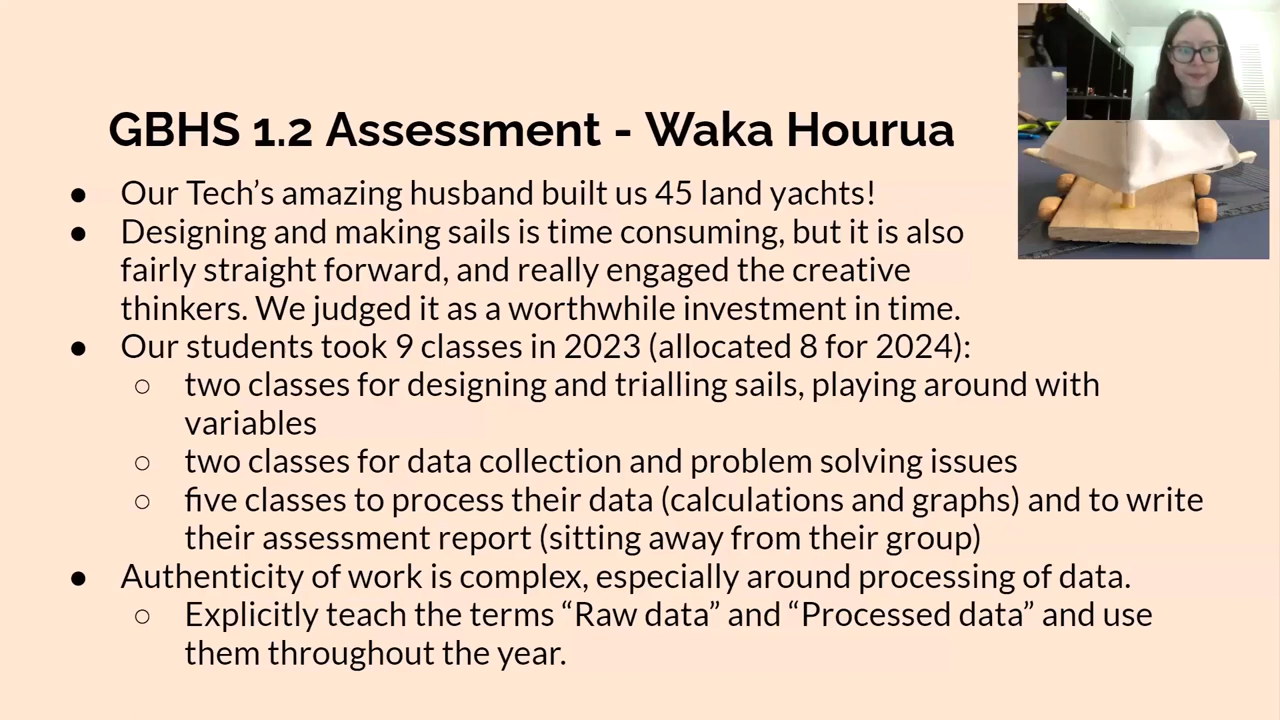 GBHS 1.2 Assessment - Waka Hourua
● Our Tech’s amazing husband built us 45 land yachts!
● Designing and making sails is time consuming, but it is also
fairly straight forward, and really engaged the creative
thinkers. We judged it as a worthwhile investment in time.
● Our students took 9 classes in 2023 (allocated 8 for 2024):
○ two classes for designing and trialling sails, playing around with
variables
○ two classes for data collection and problem solving issues
○ five classes to process their data (calculations and graphs) and to write
their assessment report (sitting away from their group)
● Authenticity of work is complex, especially around processing of data.
○ Explicitly teach the terms “Raw data” and “Processed data” and use
them throughout the year.